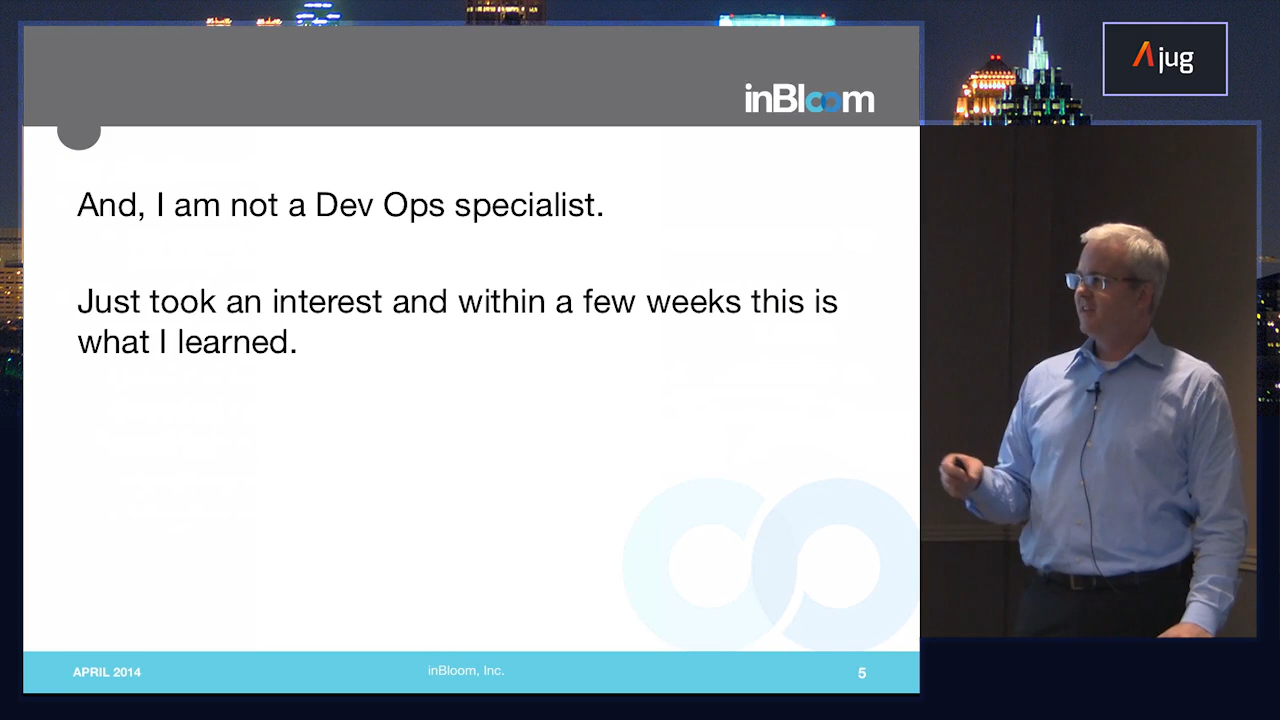 inBloom
Ajug
And, I am not a Dev Ops specialist.
Just took an interest and within a few weeks this is
what I learned.
APRIL 2014
inBloom, Inc.
5